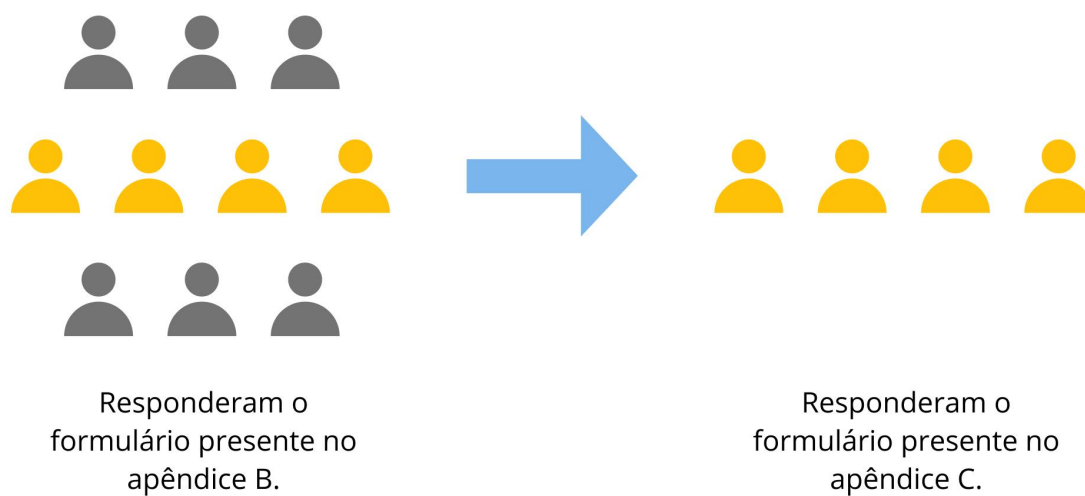 Responderam o
formulário presente no
apêndice B.
Responderam o
formulário presente no
apêndice C.